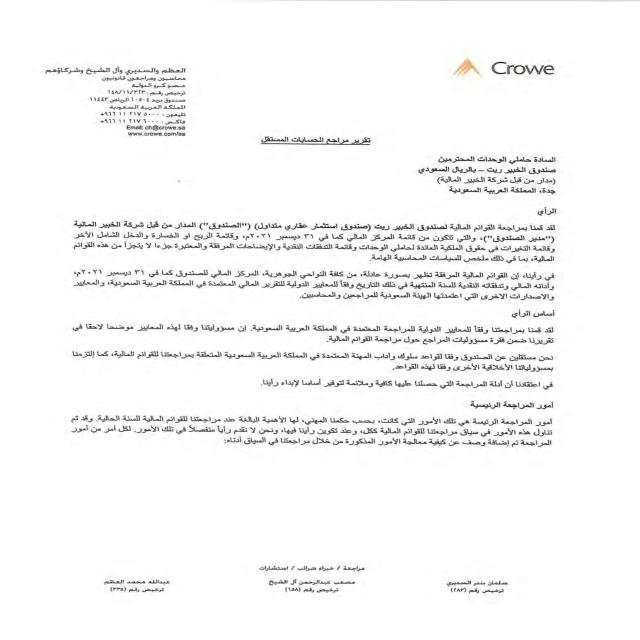 العظم والسديري وآل الشيخ وشركاؤهم
محاسبون ومراجعون قانونيون
عضو كرو الدولية
ترخيص رقم. ١٤٨/١١/٣٢٣
صندوق بريد ١٠٥٠٤ الرياض ١١٤٤٣
المملكة العربية السعودية
تليفون: ٥٠٠٠ ٢١٧ ١١ ٩٦٦+
فاكس: ٦٠٠٠ ٢١٧ ١١ ٩٦٦+
Email: ch@crowe.sa
www.crowe.com/sa
Crowe
تقرير مراجع الحسابات المستقل
السادة حاملي الوحدات المحترمين
صندوق الخبير ريت – بالريال السعودي
(مدار من قبل شركة الخبير المالية)
جدة، المملكة العربية السعودية
الرأي
لقد قمنا بمراجعة القوائم المالية لصندوق الخبير ريت (صندوق استثمار عقاري متداول) ("الصندوق") المدار من قبل شركة الخبير المالية
("مدير الصندوق")، والتي تتكون من قائمة المركز المالي كما في ٣١ ديسمبر ٢٠٢١م، وقائمة الربح او الخسارة والدخل الشامل الآخر
وقائمة التغيرات في حقوق الملكية العائدة لحاملي الوحدات وقائمة التدفقات النقدية والإيضاحات المرفقة والمعتبرة جزءا لا يتجزأ من هذه القوائم
المالية، بما في ذلك ملخص للسياسات المحاسبية الهامة.
في رأينا، إن القوائم المالية المرفقة تظهر بصورة عادلة، من كافة النواحي الجوهرية، المركز المالي للصندوق كما في ٣١ ديسمبر ٢٠٢١م،
وأدائه المالي وتدفقاته النقدية للسنة المنتهية في ذلك التاريخ وفقاً للمعايير الدولية للتقرير المالي المعتمدة في المملكة العربية السعودية، والمعايير
والاصدارات الاخرى التي اعتمدتها الهيئة السعودية للمراجعين والمحاسبين.
أساس الرأي
لقد قمنا بمراجعتنا وفقاً للمعايير الدولية للمراجعة المعتمدة في المملكة العربية السعودية. إن مسؤوليتنا وفقا لهذه المعايير موضحا لاحقا في
تقريرنا ضمن فقرة مسؤوليات المراجع حول مراجعة القوائم المالية.
نحن مستقلين عن الصندوق وفقا لقواعد سلوك وآداب المهنة المعتمدة في المملكة العربية السعودية المتعلقة بمراجعتنا للقوائم المالية، كما إلتزمنا
بمسؤولياتنا الأخلاقية الأخرى وفقا لهذه القواعد.
في اعتقادنا أن أدلة المراجعة التي حصلنا عليها كافية وملائمة لتوفير أساسا لإبداء رأينا.
أمور المراجعة الرئيسية
أمور المراجعة الرئيسة هي تلك الأمور التي كانت، بحسب حكمنا المهني، لها الأهمية البالغة عند مراجعتنا للقوائم المالية للسنة الحالية. وقد تم
تناول هذه الأمور في سياق مراجعتنا للقوائم المالية ككل، وعند تكوين رأينا فيها، ونحن لا نقدم رأياً منفصلاً في تلك الأمور. لكل أمر من أمور
المراجعة تم إضافة وصف عن كيفية معالجة الأمور المذكورة من خلال مراجعتنا في السياق أدناه:
مراجعة / خبراء ضرائب / استشارات
سلمان بندر السديري
ترخيص رقم (٢٨٣)
مصعب عبدالرحمن آل الشيخ
ترخيص رقم (٦٥٨)
عبدالله محمد العظم
ترخيص رقم (٣٣٥)